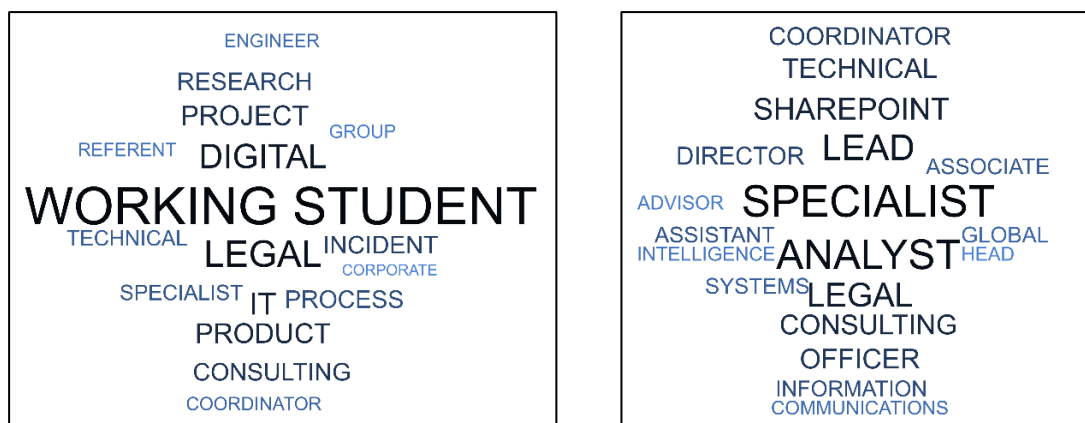 ENGINEER
RESEARCH
PROJECT
GROUP
REFERENT
DIGITAL
WORKING STUDENT
TECHNICAL
LEGAL
INCIDENT
CORPORATE
SPECIALIST
IT
PROCESS
PRODUCT
CONSULTING
COORDINATOR
COORDINATOR
TECHNICAL
SHAREPOINT
LEAD
DIRECTOR
ASSOCIATE
SPECIALIST
ADVISOR
ASSISTANT
GLOBAL
INTELLIGENCE
ANALYST
HEAD
SYSTEMS
LEGAL
CONSULTING
OFFICER
INFORMATION
COMMUNICATIONS